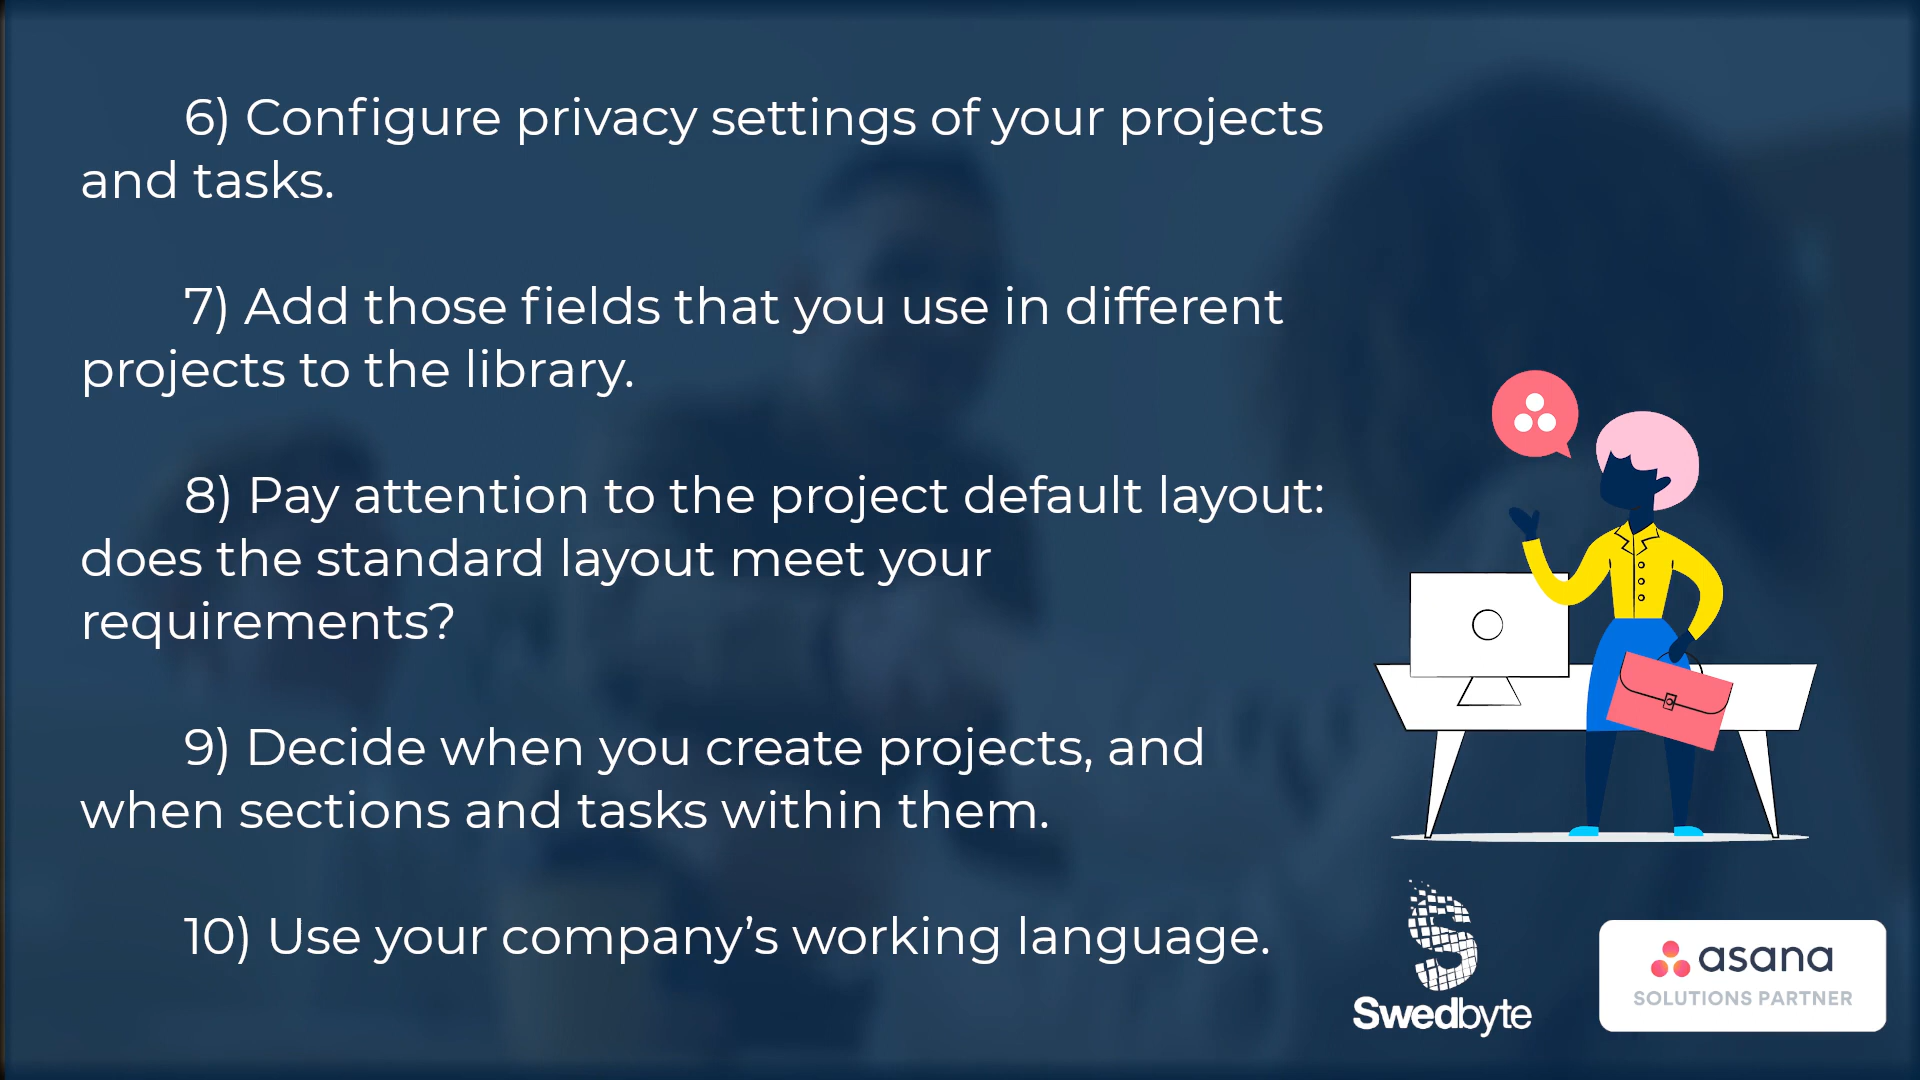 6) Configure privacy settings of your projects
and tasks.
7) Add those fields that you use in different
projects to the library.
8) Pay attention to the project default layout:
does the standard layout meet your
requirements?
9) Decide when you create projects, and
when sections and tasks within them.
10) Use your company’s working language.
Swedbyte
asana
SOLUTIONS PARTNER